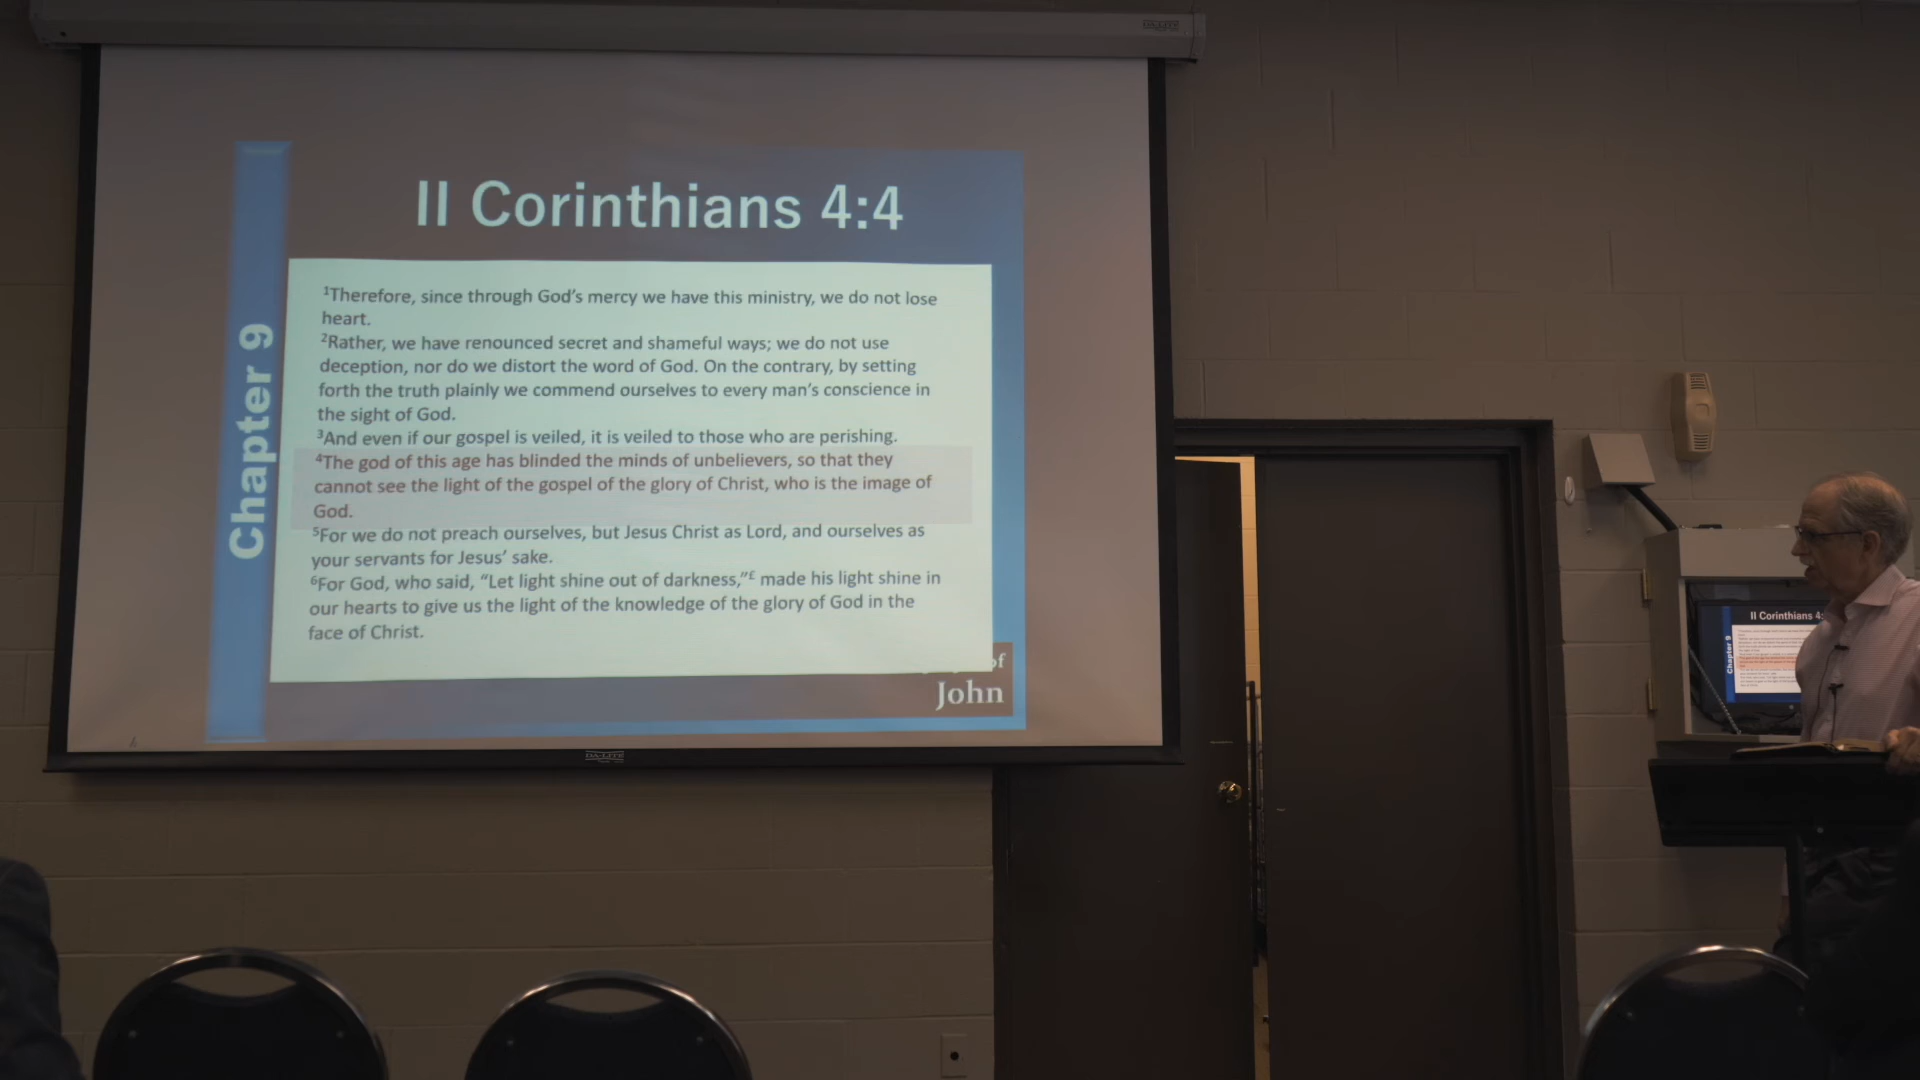 II Corinthians 4:4
Chapter 9
¹Therefore, since through God's mercy we have this ministry, we do not lose
heart.
²Rather, we have renounced secret and shameful ways; we do not use
deception, nor do we distort the word of God. On the contrary, by setting
forth the truth plainly we commend ourselves to every man's conscience in
the sight of God.
³And even if our gospel is veiled, it is veiled to those who are perishing.
⁴The god of this age has blinded the minds of unbelievers, so that they
cannot see the light of the gospel of the glory of Christ, who is the image of
God.
⁵For we do not preach ourselves, but Jesus Christ as Lord, and ourselves as
your servants for Jesus' sake.
⁶For God, who said, “Let light shine out of darkness,”£ made his light shine in
our hearts to give us the light of the knowledge of the glory of God in the
face of Christ.
of
John
DA-LITE
II Corinthians 4:
Chapter 9